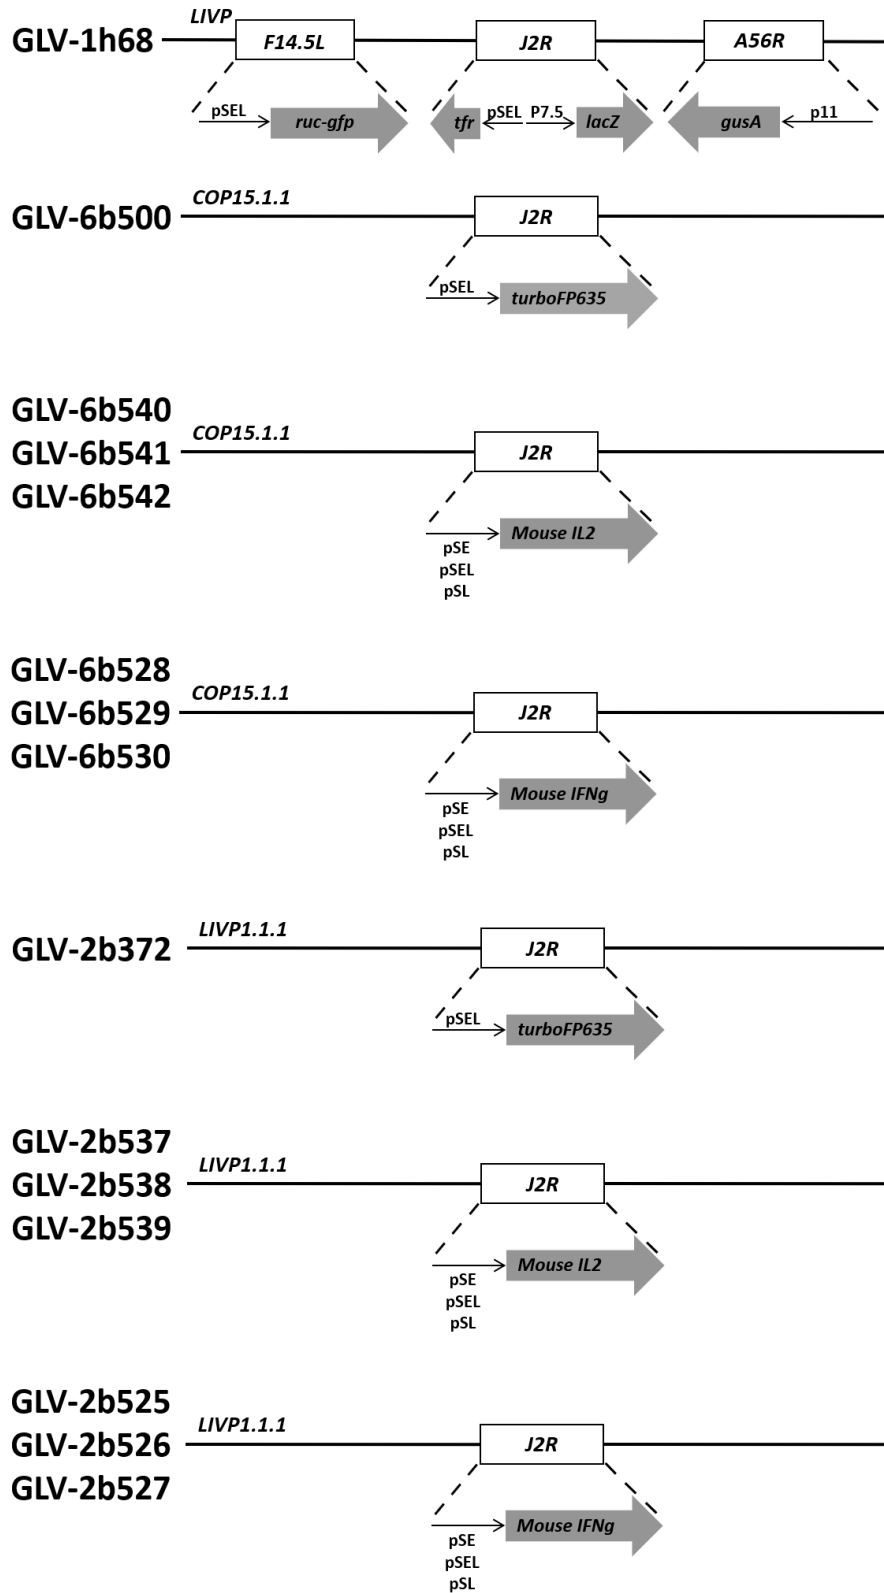 LIVP
GLV-1h68
F14.5L J2R A56R
pSEL ruc-gfp tfr pSEL P7.5 lacZ gusA p11
COP15.1.1
GLV-6b500
J2R
pSEL turboFP635
GLV-6b540
GLV-6b541
GLV-6b542
COP15.1.1
J2R
Mouse IL2
pSE
pSEL
pSL
GLV-6b528
GLV-6b529
GLV-6b530
COP15.1.1
J2R
Mouse IFNg
pSE
pSEL
pSL
LIVP1.1.1
GLV-2b372
J2R
pSEL turboFP635
GLV-2b537
GLV-2b538
GLV-2b539
LIVP1.1.1
J2R
Mouse IL2
pSE
pSEL
pSL
GLV-2b525
GLV-2b526
GLV-2b527
LIVP1.1.1
J2R
Mouse IFNg
pSE
pSEL
pSL